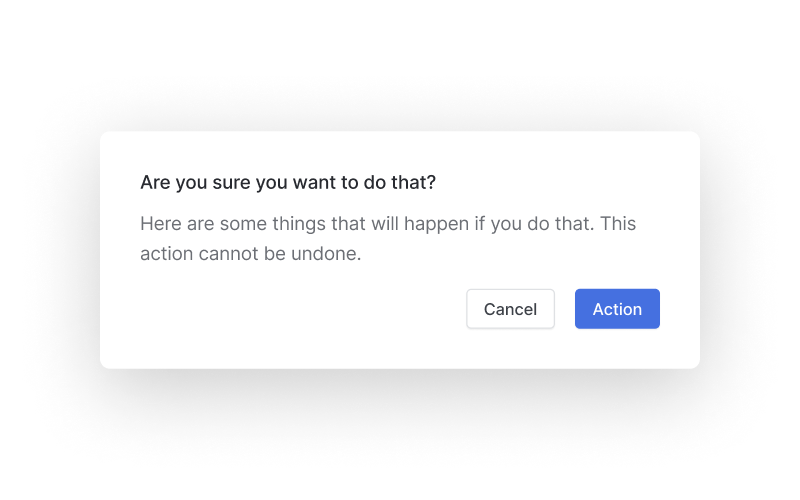 Are you sure you want to do that?
Here are some things that will happen if you do that. This
action cannot be undone.
Cancel
Action